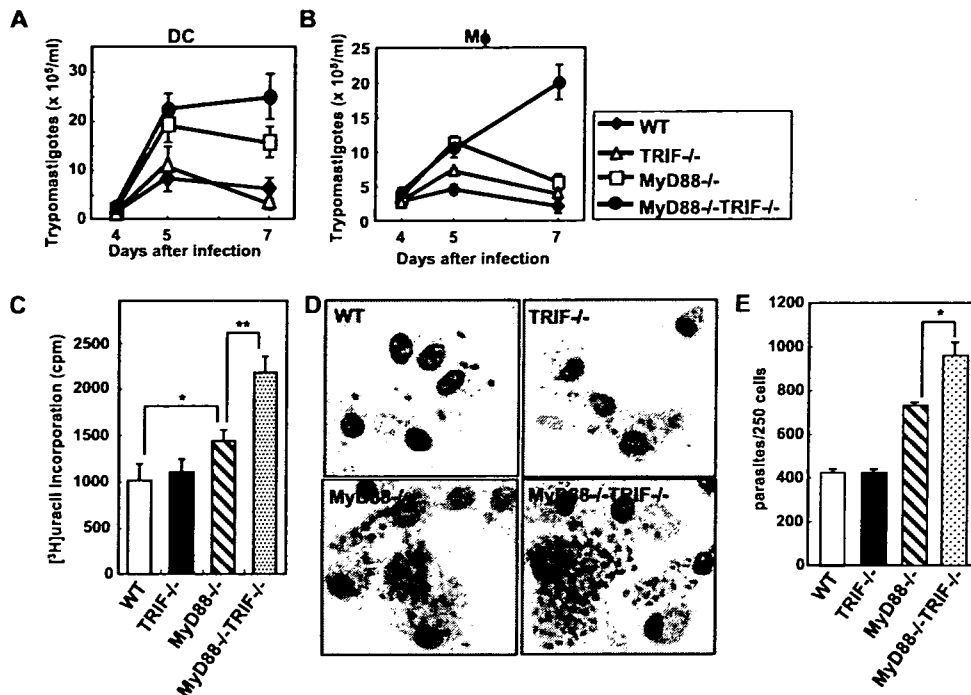 A
DC
Trypomastigotes (x 10⁵/ml)
30
20
10
0
4
5
7
Days after infection
B
Mϕ
Trypomastigotes (x 10⁵/ml)
25
20
15
10
5
0
4
5
7
Days after infection
WT
TRIF-/-
MyD88-/-
MyD88-/-TRIF-/-
C
[³H]uracil incorporation (cpm)
2500
2000
1500
1000
500
0
*
**
WT
TRIF-/-
MyD88-/-
MyD88-/-TRIF-/-
D
WT
TRIF-/-
MyD88-/-
MyD88-/-TRIF-/-
E
parasites/250 cells
1200
1000
800
600
400
200
0
*
WT
TRIF-/-
MyD88-/-
MyD88-/-TRIF-/-